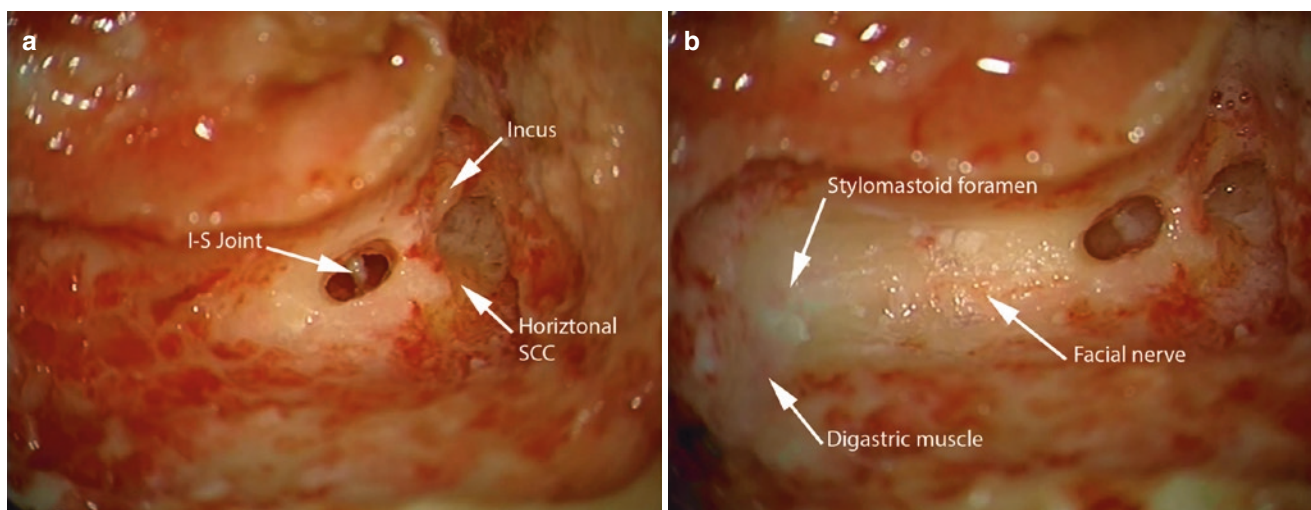 a
Incus
I-S Joint
Horiztonal
SCC
b
Stylomastoid foramen
Facial nerve
Digastric muscle